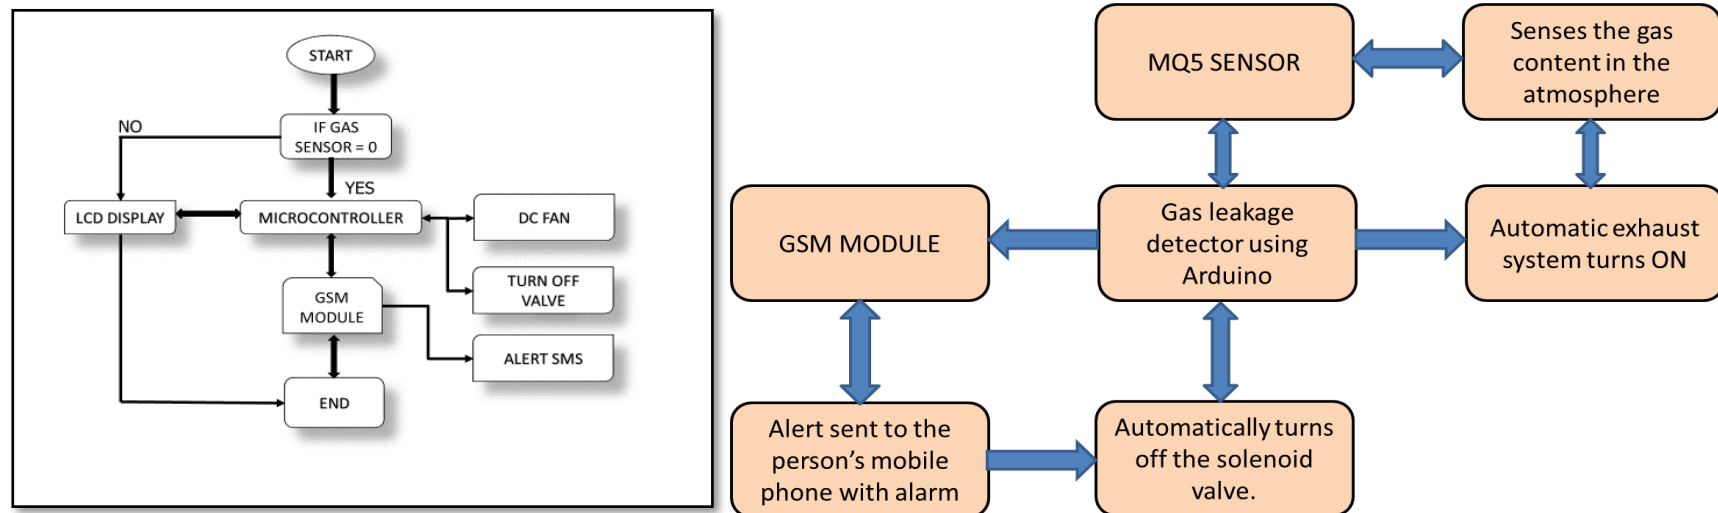 START
NO
IF GAS
SENSOR = 0
YES
LCD DISPLAY
MICROCONTROLLER
DC FAN
TURN OFF
VALVE
GSM
MODULE
ALERT SMS
END
MQ5 SENSOR
Senses the gas
content in the
atmosphere
GSM MODULE
Gas leakage
detector using
Arduino
Automatic exhaust
system turns ON
Alert sent to the
person’s mobile
phone with alarm
Automatically turns
off the solenoid
valve.